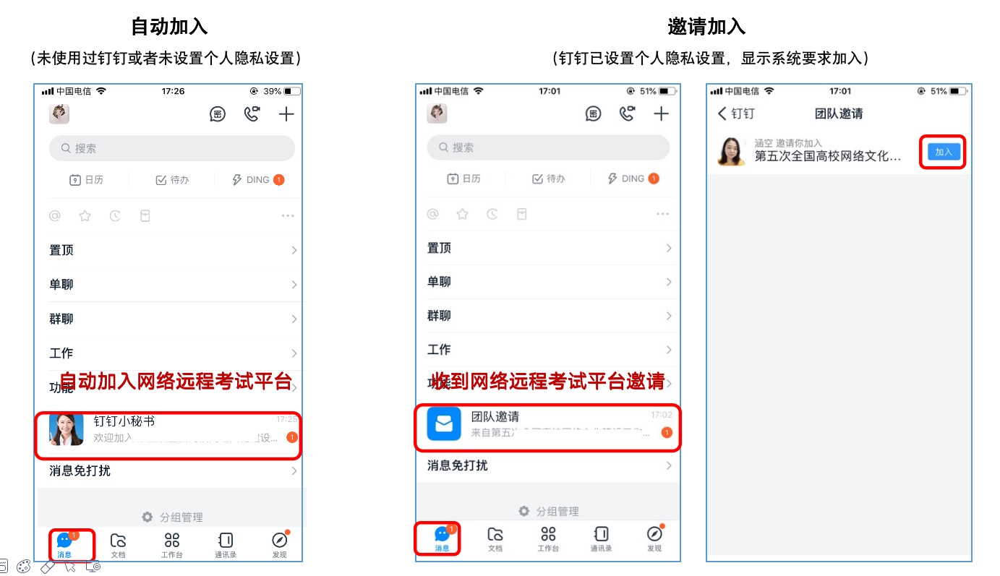 自动加入
（未使用过钉钉或者未设置个人隐私设置）
中国电信 17:26 39%
密
搜索
9 日历 待办 DING 1
@
置顶
单聊
群聊
工作
功能
自动加入网络远程考试平台
钉钉小秘书 17:25
欢迎加入 设... 1
消息免打扰
分组管理
1
消息 文档 工作台 通讯录 发现
邀请加入
（钉钉已设置个人隐私设置，显示系统要求加入）
中国电信 17:01 51%
密
搜索
9 日历 待办 DING 1
@
置顶
单聊
群聊
工作
功能
收到网络远程考试平台邀请
团队邀请 17:02
来自第五 1
消息免打扰
分组管理
1
消息 文档 工作台 通讯录 发现
中国电信 17:01 51%
钉钉 团队邀请
涵空 邀请你加入
第五次全国高校网络文化... 加入